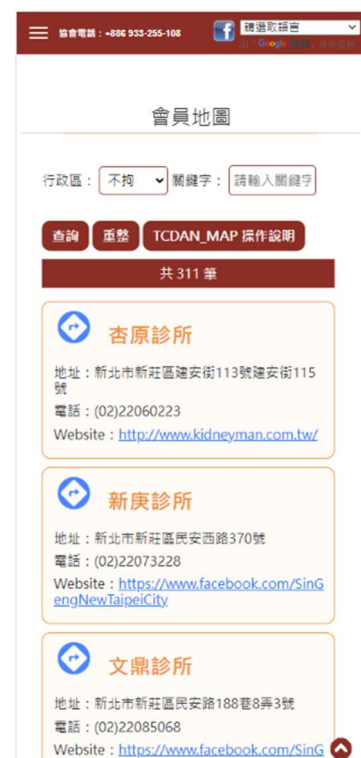 協會電話：+886 933-255-108
請選取語言
會員地圖
行政區： 不拘 關鍵字： 請輸入關鍵字
查詢 重整 TCDAN_MAP 操作說明
共 311 筆
杏原診所
地址：新北市新莊區建安街113號建安街115
號
電話：(02)22060223
Website：http://www.kidneyman.com.tw/
新庚診所
地址：新北市新莊區民安西路370號
電話：(02)22073228
Website：https://www.facebook.com/SinG
engNewTaipeiCity
文鼎診所
地址：新北市新莊區民安路188巷8弄3號
電話：(02)22085068
Website：https://www.facebook.com/SinG